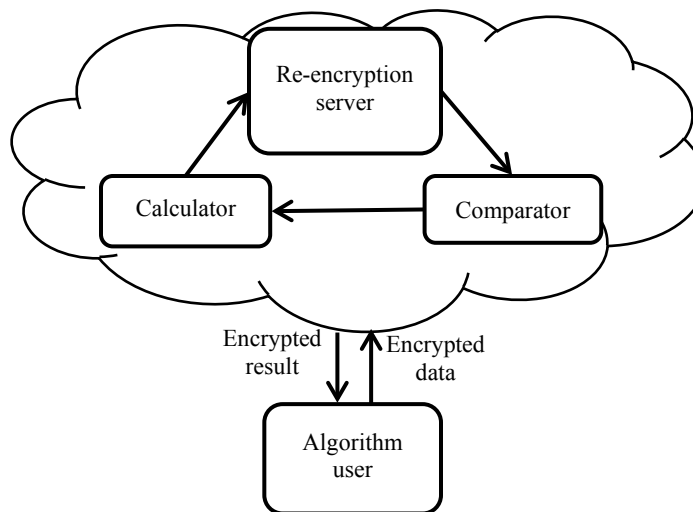 Re-encryption
server
Calculator
Comparator
Encrypted
result
Encrypted
data
Algorithm
user